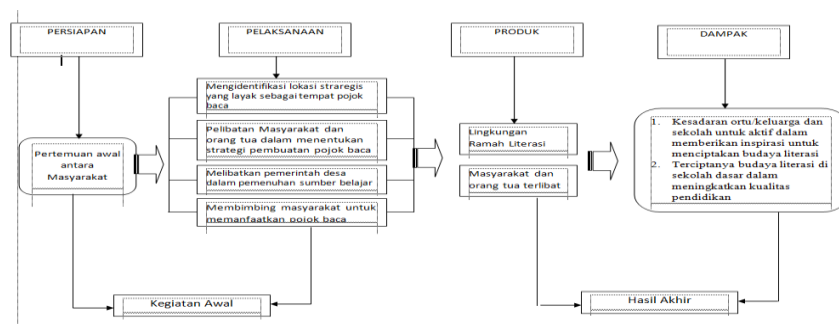 PERSIAPAN
PELAKSANAAN
PRODUK
DAMPAK
Pertemuan awal
antara
Masyarakat
Mengidentifikasi lokasi straregis
yang layak sebagai tempat pojok
baca
Pelibatan Masyarakat dan
orang tua dalam menentukan
strategi pembuatan pojok baca
Melibatkan pemerintah desa
dalam pemenuhan sumber belajar
Membimbing masyarakat untuk
memanfaatkan pojok baca
Lingkungan
Ramah Literasi
Masyarakat dan
orang tua terlibat
1. Kesadaran ortu/keluarga dan
sekolah untuk aktif dalam
memberikan inspirasi untuk
menciptakan budaya literasi
2. Terciptanya budaya literasi di
sekolah dasar dalam
meningkatkan kualitas
pendidikan
Kegiatan Awal
Hasil Akhir